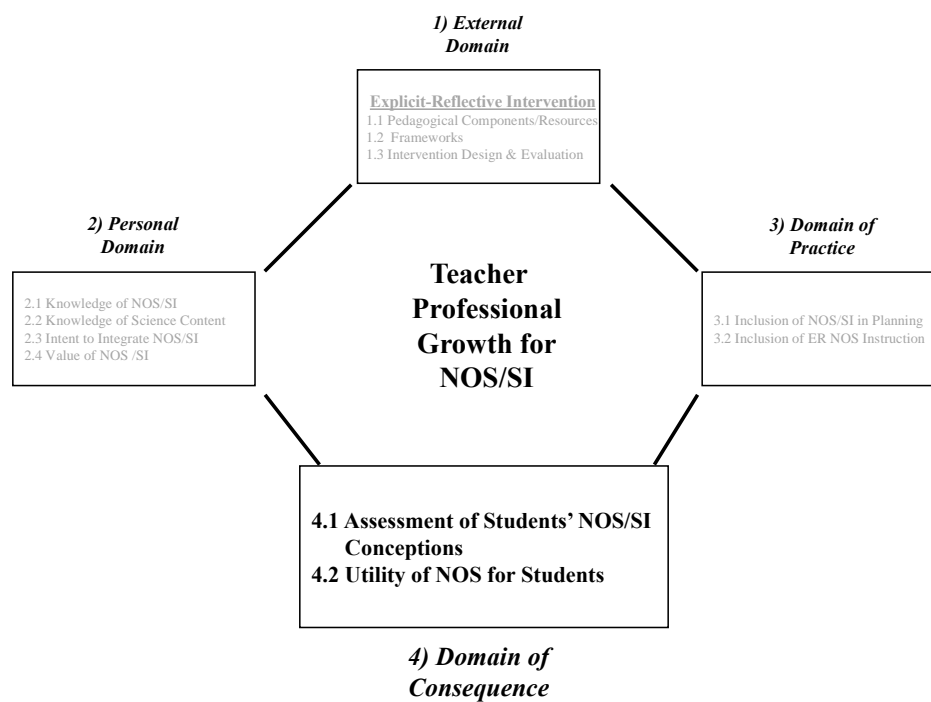 1) External
Domain
Explicit-Reflective Intervention
1.1 Pedagogical Components/Resources
1.2 Frameworks
1.3 Intervention Design & Evaluation
2) Personal
Domain
2.1 Knowledge of NOS/SI
2.2 Knowledge of Science Content
2.3 Intent to Integrate NOS/SI
2.4 Value of NOS /SI
Teacher
Professional
Growth for
NOS/SI
3) Domain of
Practice
3.1 Inclusion of NOS/SI in Planning
3.2 Inclusion of ER NOS Instruction
4.1 Assessment of Students’ NOS/SI
Conceptions
4.2 Utility of NOS for Students
4) Domain of
Consequence